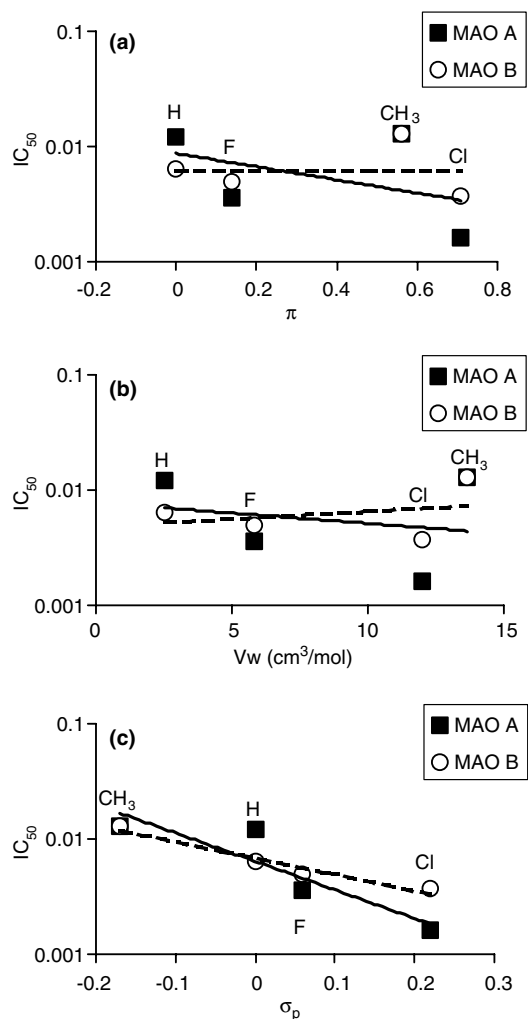 (a)
MAO A
MAO B
0.1
0.01
0.001
IC50
H
F
CH3
Cl
-0.2 0 0.2 0.4 0.6 0.8
π
(b)
MAO A
MAO B
0.1
0.01
0.001
IC50
H
F
Cl
CH3
0 5 10 15
Vw (cm³/mol)
(c)
MAO A
MAO B
0.1
0.01
0.001
IC50
CH3
H
F
Cl
-0.2 -0.1 0 0.1 0.2 0.3
σp